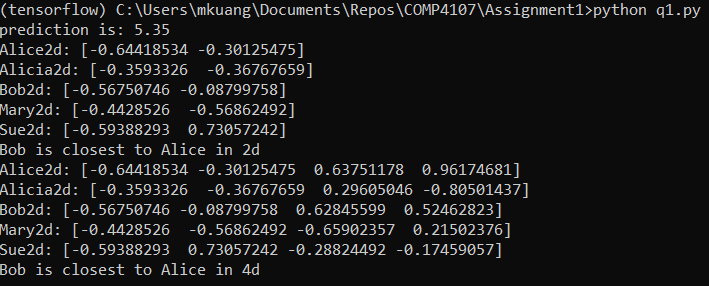 (tensorflow) C:\Users\mkuang\Documents\Repos\COMP4107\Assignment1>python q1.py
prediction is: 5.35
Alice2d: [-0.64418534 -0.30125475]
Alicia2d: [-0.3593326  -0.36767659]
Bob2d: [-0.56750746 -0.08799758]
Mary2d: [-0.4428526  -0.56862492]
Sue2d: [-0.59388293  0.73057242]
Bob is closest to Alice in 2d
Alice2d: [-0.64418534 -0.30125475  0.63751178  0.96174681]
Alicia2d: [-0.3593326  -0.36767659  0.29605046 -0.80501437]
Bob2d: [-0.56750746 -0.08799758  0.62845599  0.52462823]
Mary2d: [-0.4428526  -0.56862492 -0.65902357  0.21502376]
Sue2d: [-0.59388293  0.73057242 -0.28824492 -0.17459057]
Bob is closest to Alice in 4d